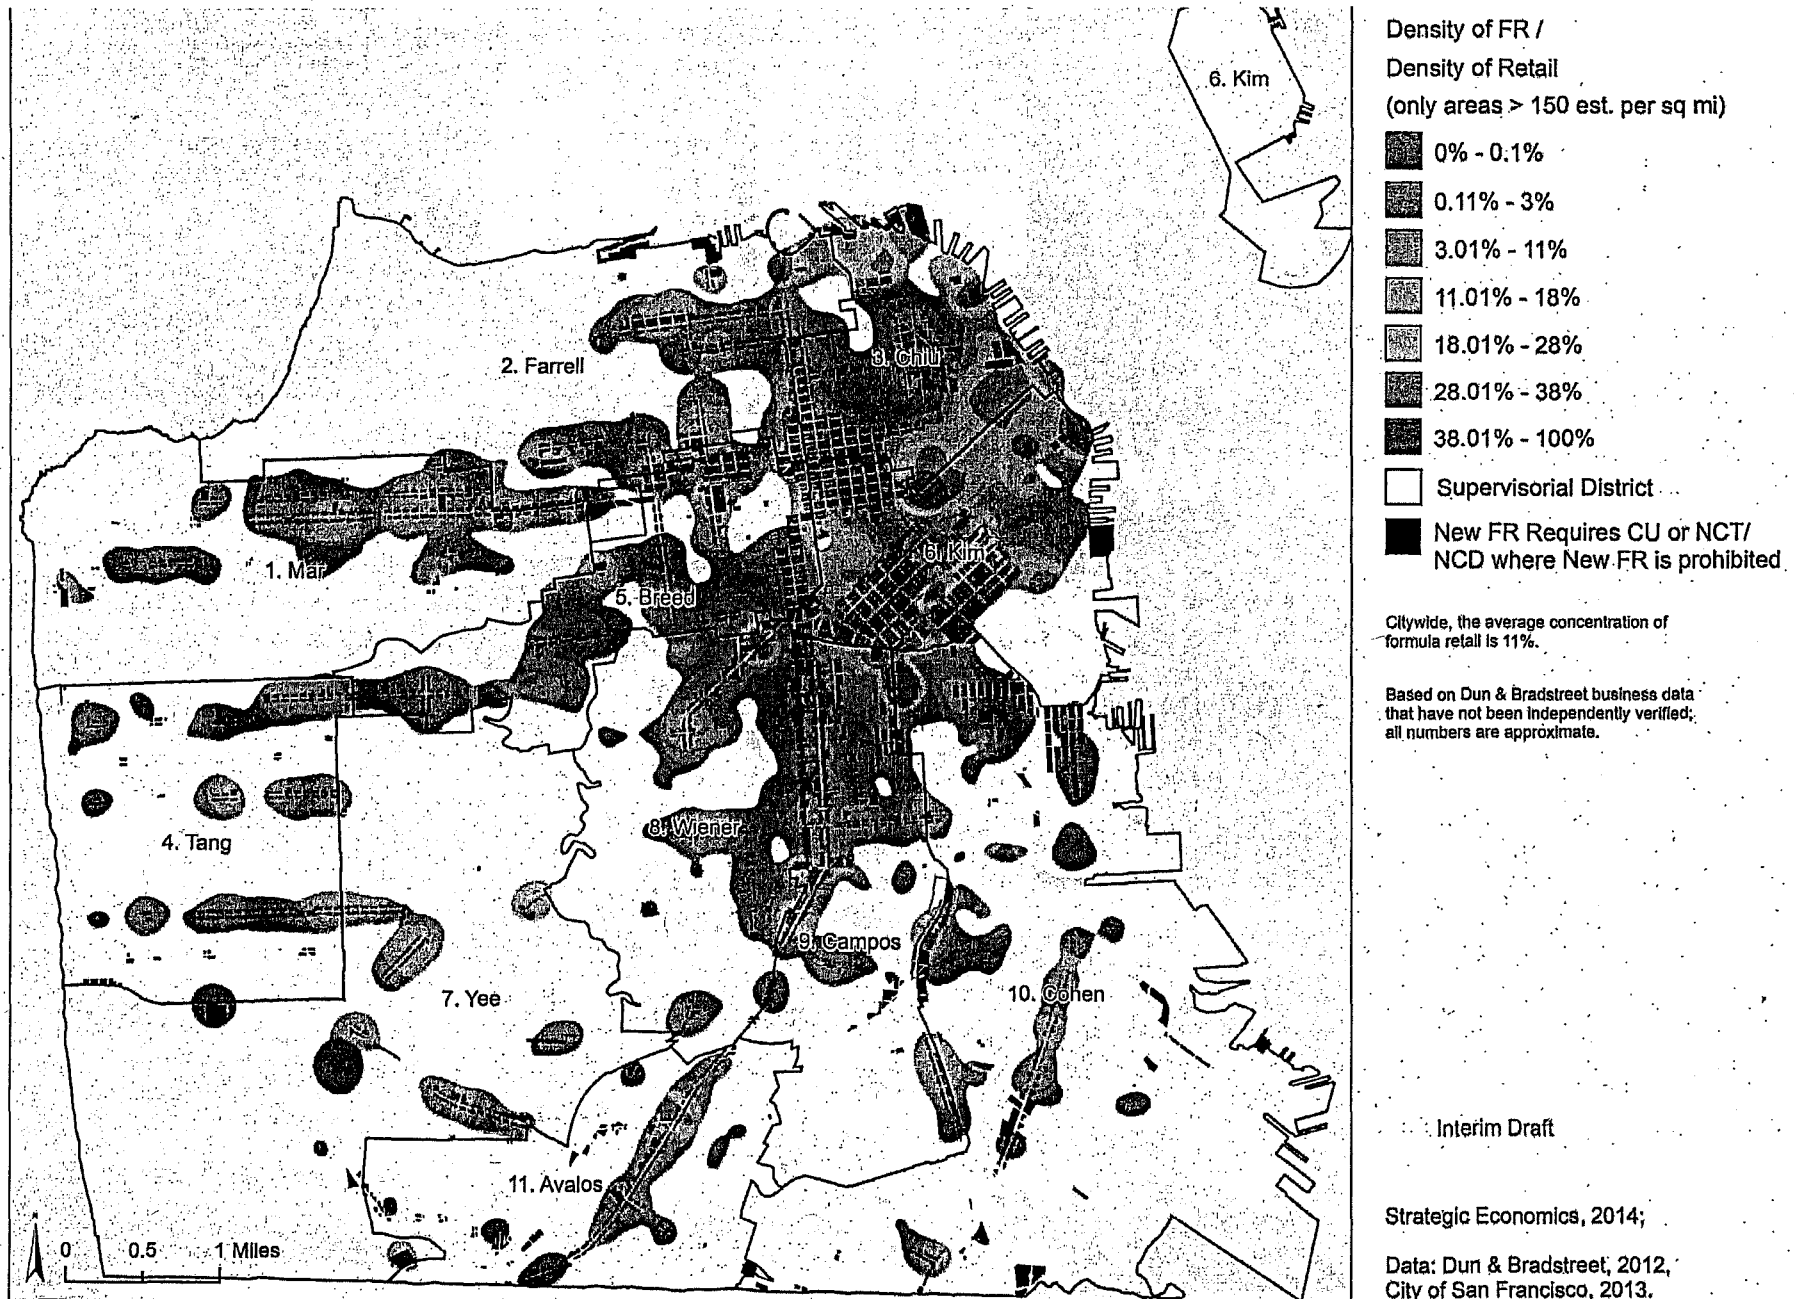 Density of FR /
Density of Retail
(only areas > 150 est. per sq mi)
0% - 0.1%
0.11% - 3%
3.01% - 11%
11.01% - 18%
18.01% - 28%
28.01% - 38%
38.01% - 100%
Supervisorial District
New FR Requires CU or NCT/
NCD where New FR is prohibited
Citywide, the average concentration of
formula retail is 11%.
Based on Dun & Bradstreet business data
that have not been independently verified;
all numbers are approximate.
Interim Draft
Strategic Economics, 2014;
Data: Dun & Bradstreet, 2012,
City of San Francisco, 2013.
6. Kim
2. Farrell
3. Chiu
1. Mar
6. Kim
5. Breed
4. Tang
8. Wiener
9. Campos
7. Yee
10. Cohen
11. Avalos
0 0.5 1 Miles